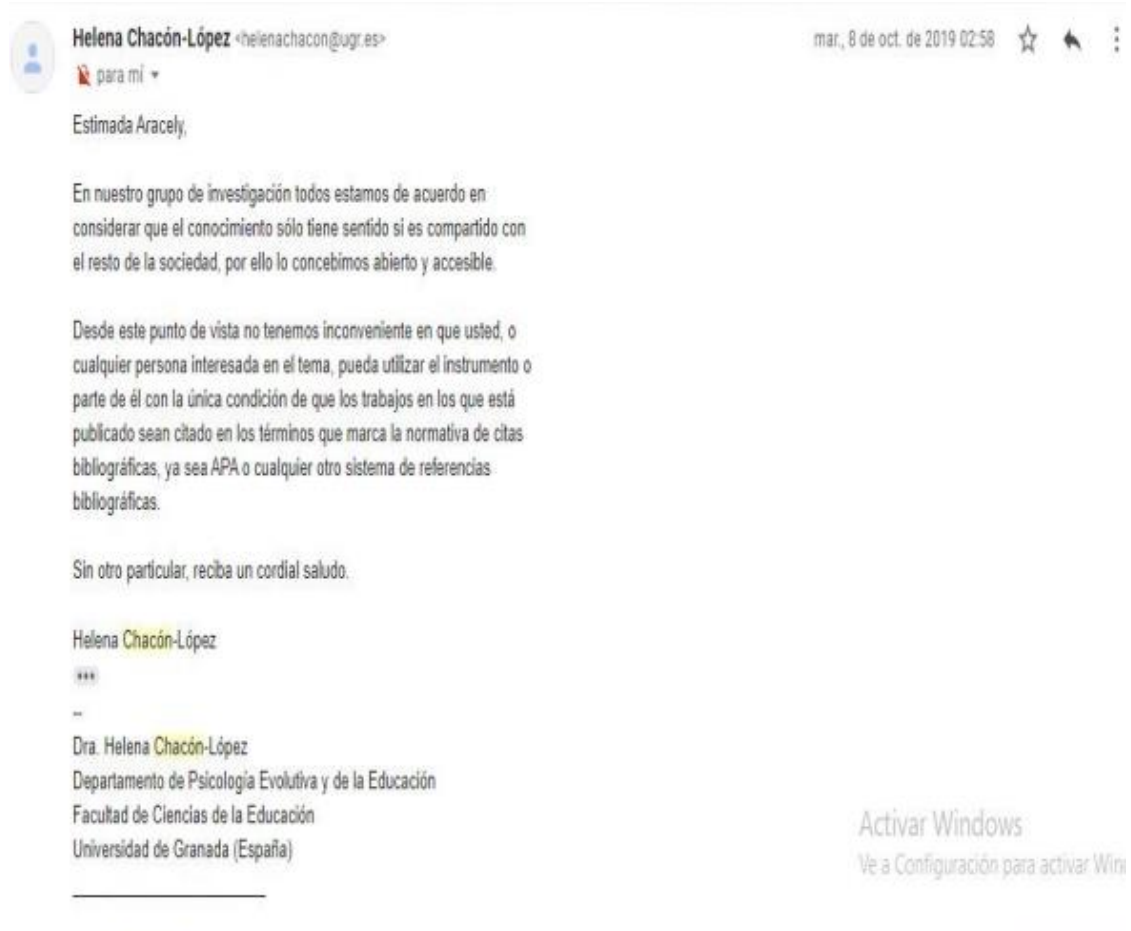 Helena Chacón-López <helenachacon@ugr.es>
mar., 8 de oct. de 2019 02:58
para mí
Estimada Aracely,
En nuestro grupo de investigación todos estamos de acuerdo en
considerar que el conocimiento sólo tiene sentido si es compartido con
el resto de la sociedad, por ello lo concebimos abierto y accesible.
Desde este punto de vista no tenemos inconveniente en que usted, o
cualquier persona interesada en el tema, pueda utilizar el instrumento o
parte de él con la única condición de que los trabajos en los que está
publicado sean citado en los términos que marca la normativa de citas
bibliográficas, ya sea APA o cualquier otro sistema de referencias
bibliográficas.
Sin otro particular, reciba un cordial saludo.
Helena Chacón-López
--
Dra. Helena Chacón-López
Departamento de Psicología Evolutiva y de la Educación
Facultad de Ciencias de la Educación
Universidad de Granada (España)
Activar Windows
Ve a Configuración para activar Win